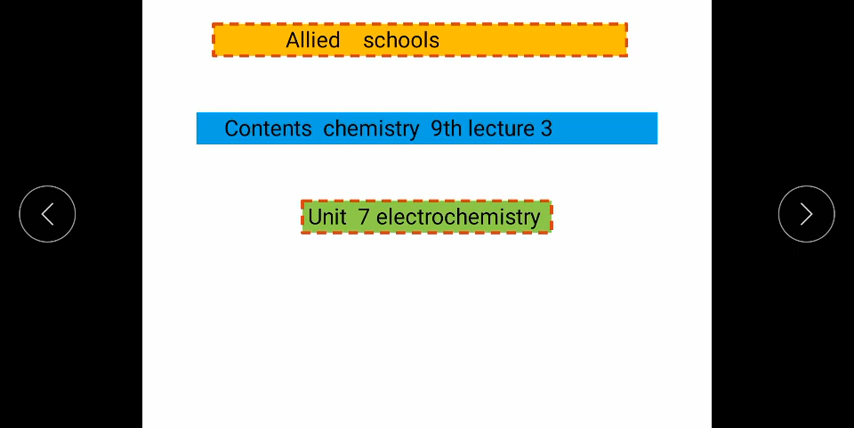 Allied schools
Contents chemistry 9th lecture 3
Unit 7 electrochemistry